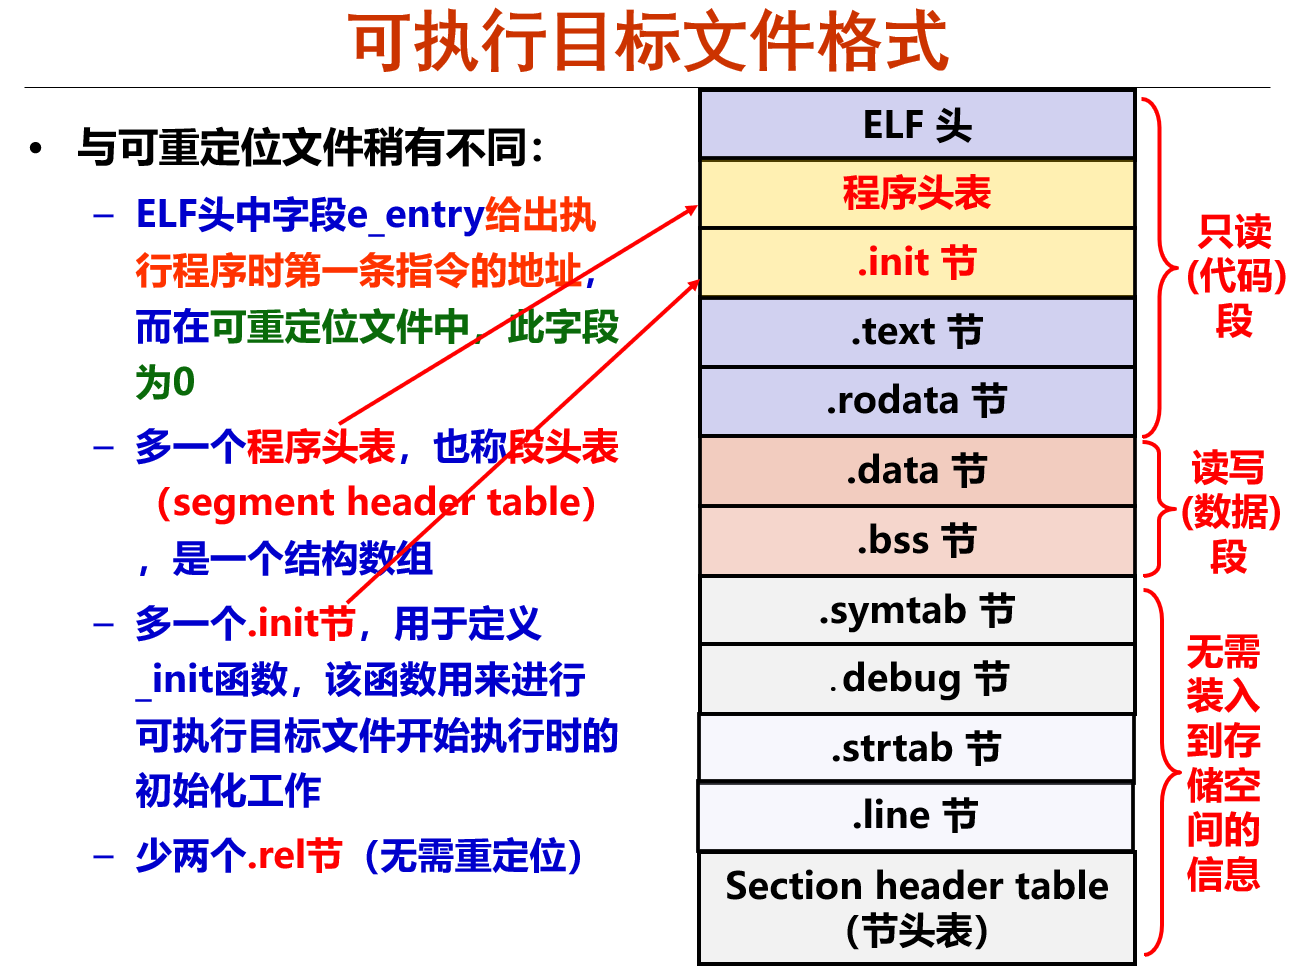 可执行目标文件格式
• 与可重定位文件稍有不同：
– ELF头中字段e_entry给出执
行程序时第一条指令的地址，
而在可重定位文件中，此字段
为0
– 多一个程序头表，也称段头表
（segment header table）
，是一个结构数组
– 多一个.init节，用于定义
_init函数，该函数用来进行
可执行目标文件开始执行时的
初始化工作
– 少两个.rel节（无需重定位）
ELF 头
程序头表
.init 节
.text 节
.rodata 节
.data 节
.bss 节
.symtab 节
.debug 节
.strtab 节
.line 节
Section header table
（节头表）
只读
(代码)
段
读写
(数据)
段
无需
装入
到存
储空
间的
信息